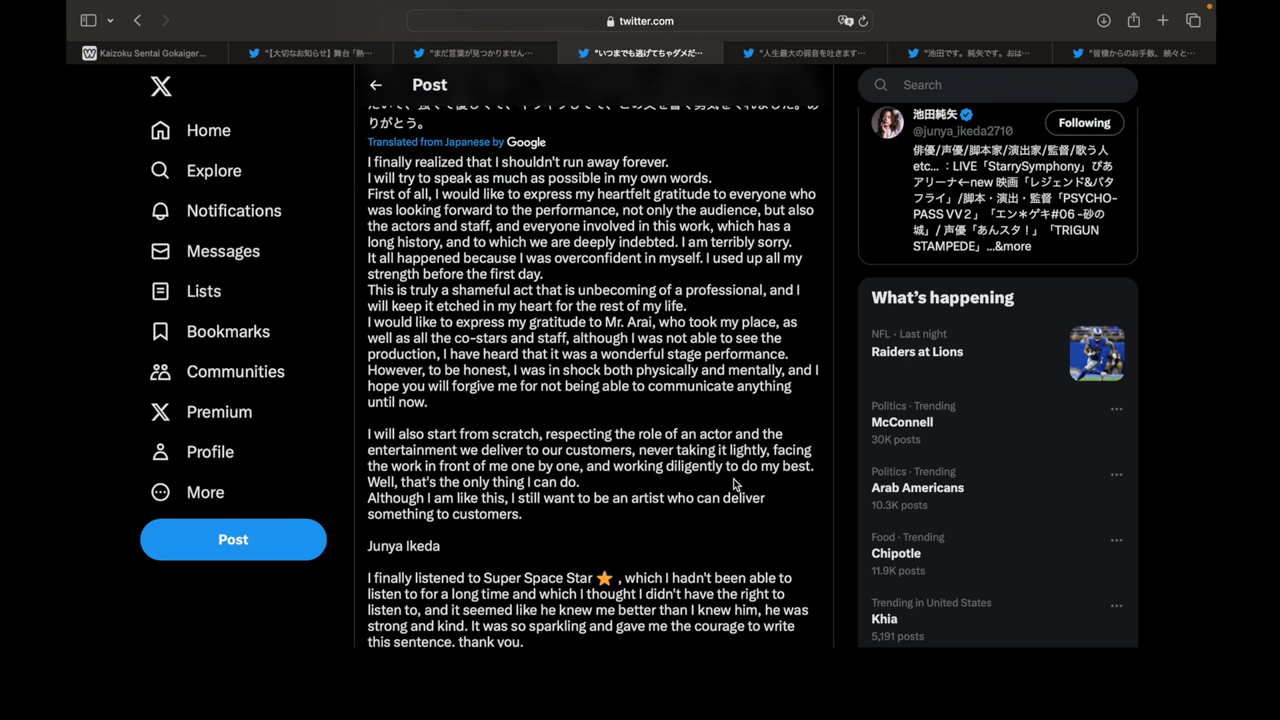 twitter.com
Kaizoku Sentai Gokaiger...
【大切なお知らせ】舞台「熱...
"まだ言葉が見つかりません...
"いつまでも逃げてちゃダメだ...
"人生最大の弱音を吐きます...
"池田です。純矢です。おは...
"皆様からのお手数、続々と...
Home
Explore
Notifications
Messages
Lists
Bookmarks
Communities
Premium
Profile
More
Post
Post
りがとう。
Translated from Japanese by Google
I finally realized that I shouldn't run away forever.
I will try to speak as much as possible in my own words.
First of all, I would like to express my heartfelt gratitude to everyone who
was looking forward to the performance, not only the audience, but also
the actors and staff, and everyone involved in this work, which has a
long history, and to which we are deeply indebted. I am terribly sorry.
It all happened because I was overconfident in myself. I used up all my
strength before the first day.
This is truly a shameful act that is unbecoming of a professional, and I
will keep it etched in my heart for the rest of my life.
I would like to express my gratitude to Mr. Arai, who took my place, as
well as all the co-stars and staff, although I was not able to see the
production, I have heard that it was a wonderful stage performance.
However, to be honest, I was in shock both physically and mentally, and I
hope you will forgive me for not being able to communicate anything
until now.
I will also start from scratch, respecting the role of an actor and the
entertainment we deliver to our customers, never taking it lightly, facing
the work in front of me one by one, and working diligently to do my best.
Well, that's the only thing I can do.
Although I am like this, I still want to be an artist who can deliver
something to customers.
Junya Ikeda
I finally listened to Super Space Star ⭐ , which I hadn't been able to
listen to for a long time and which I thought I didn't have the right to
listen to, and it seemed like he knew me better than I knew him, he was
strong and kind. It was so sparkling and gave me the courage to write
this sentence. thank you.
Search
池田純矢
@junya_ikeda2710
Following
俳優/声優/脚本家/演出家/監督/歌う人
etc... ：LIVE「StarrySymphony」ぴあ
アリーナ←new 映画「レジェンド&バタ
フライ」/脚本・演出・監督「PSYCHO-
PASS VV２」「エン＊ゲキ#06 -砂の
城」/ 声優「あんスタ！」「TRIGUN
STAMPEDE」...&more
What's happening
NFL · Last night
Raiders at Lions
Politics · Trending
McConnell
30K posts
Politics · Trending
Arab Americans
10.3K posts
Food · Trending
Chipotle
11.9K posts
Trending in United States
Khia
5,191 posts